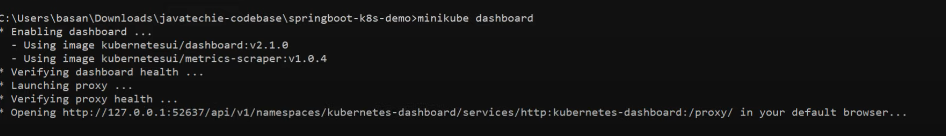 C:\Users\basan\Downloads\javatechie-codebase\springboot-k8s-demo>minikube dashboard
* Enabling dashboard ...
  - Using image kubernetesui/dashboard:v2.1.0
  - Using image kubernetesui/metrics-scraper:v1.0.4
* Verifying dashboard health ...
* Launching proxy ...
* Verifying proxy health ...
* Opening http://127.0.0.1:52637/api/v1/namespaces/kubernetes-dashboard/services/http:kubernetes-dashboard:/proxy/ in your default browser...